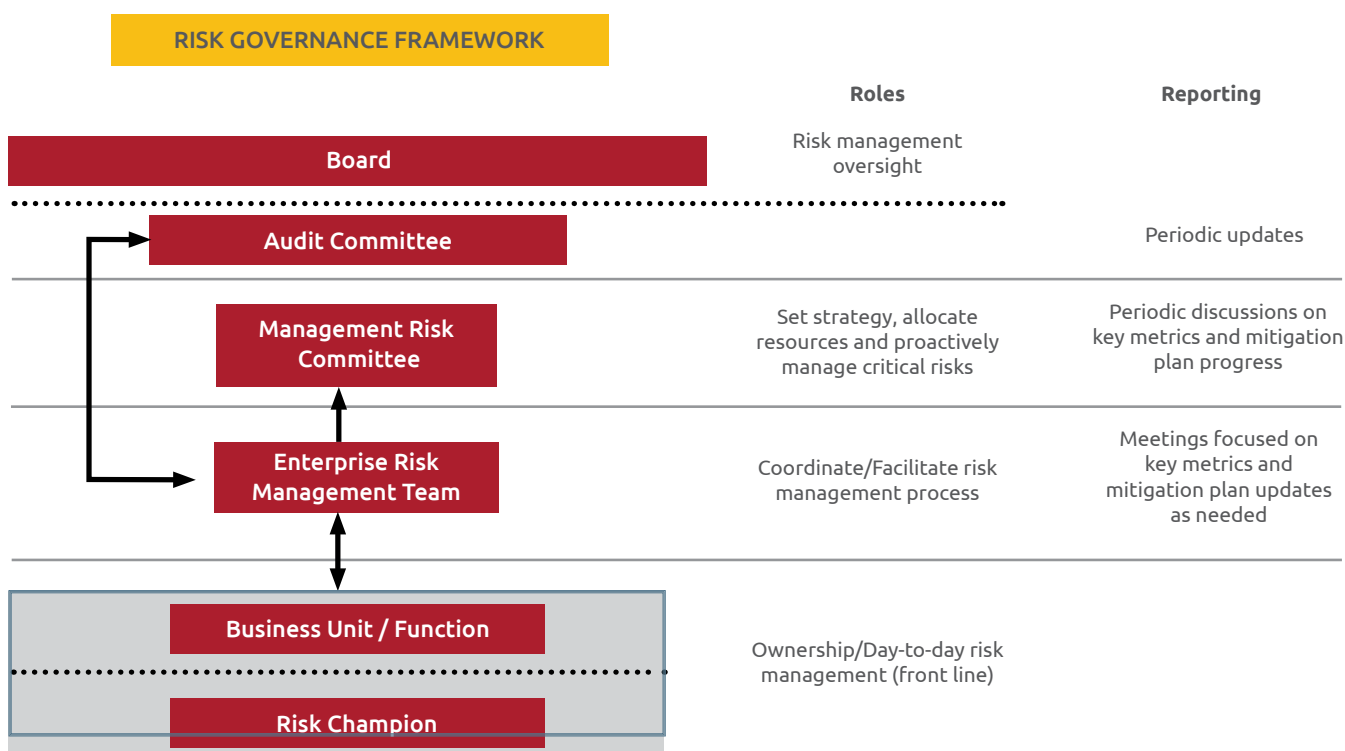 RISK GOVERNANCE FRAMEWORK
Roles
Reporting
Board
Risk management
oversight
Audit Committee
Periodic updates
Management Risk
Committee
Set strategy, allocate
resources and proactively
manage critical risks
Periodic discussions on
key metrics and mitigation
plan progress
Enterprise Risk
Management Team
Coordinate/Facilitate risk
management process
Meetings focused on
key metrics and
mitigation plan updates
as needed
Business Unit / Function
Ownership/Day-to-day risk
management (front line)
Risk Champion